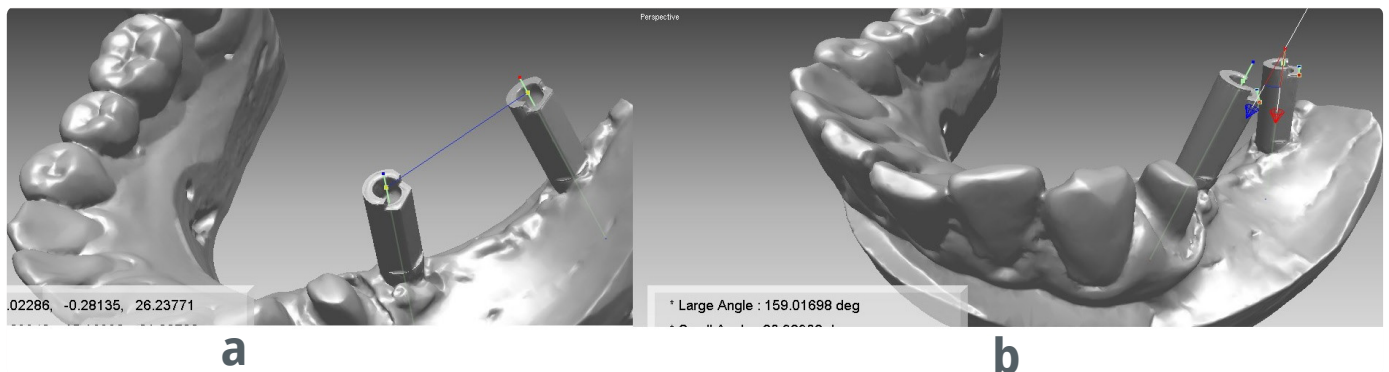 Perspective
.02286, -0.28135, 26.23771
* Large Angle : 159.01698 deg
a
b